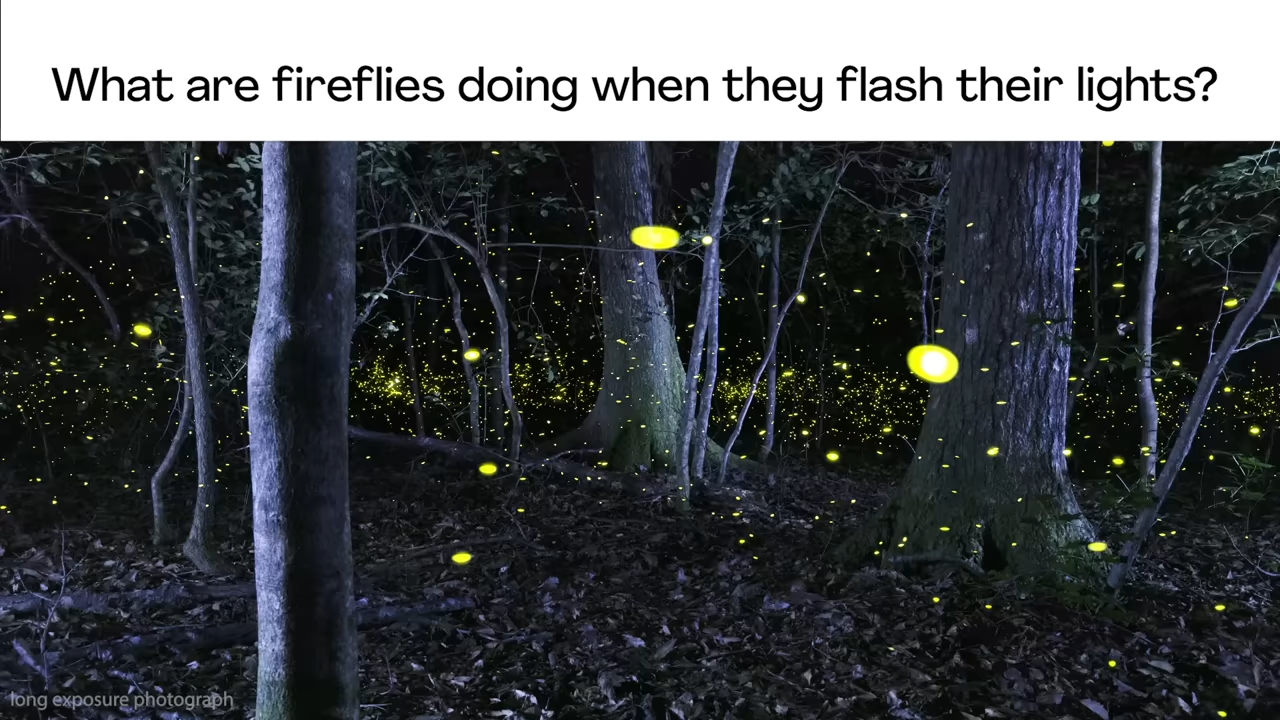 What are fireflies doing when they flash their lights?
long exposure photograph